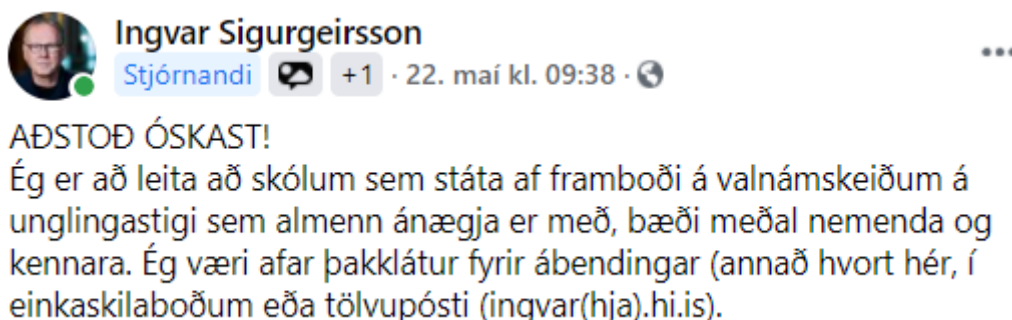 Ingvar Sigurgeirsson
Stjórnandi +1 · 22. maí kl. 09:38 ·
AÐSTOÐ ÓSKAST!
Ég er að leita að skólum sem státa af framboði á valnámskeiðum á
unglingastigi sem almenn ánægja er með, bæði meðal nemenda og
kennara. Ég væri afar þakklátur fyrir ábendingar (annað hvort hér, í
einkaskilaboðum eða tölvupósti (ingvar(hja).hi.is).